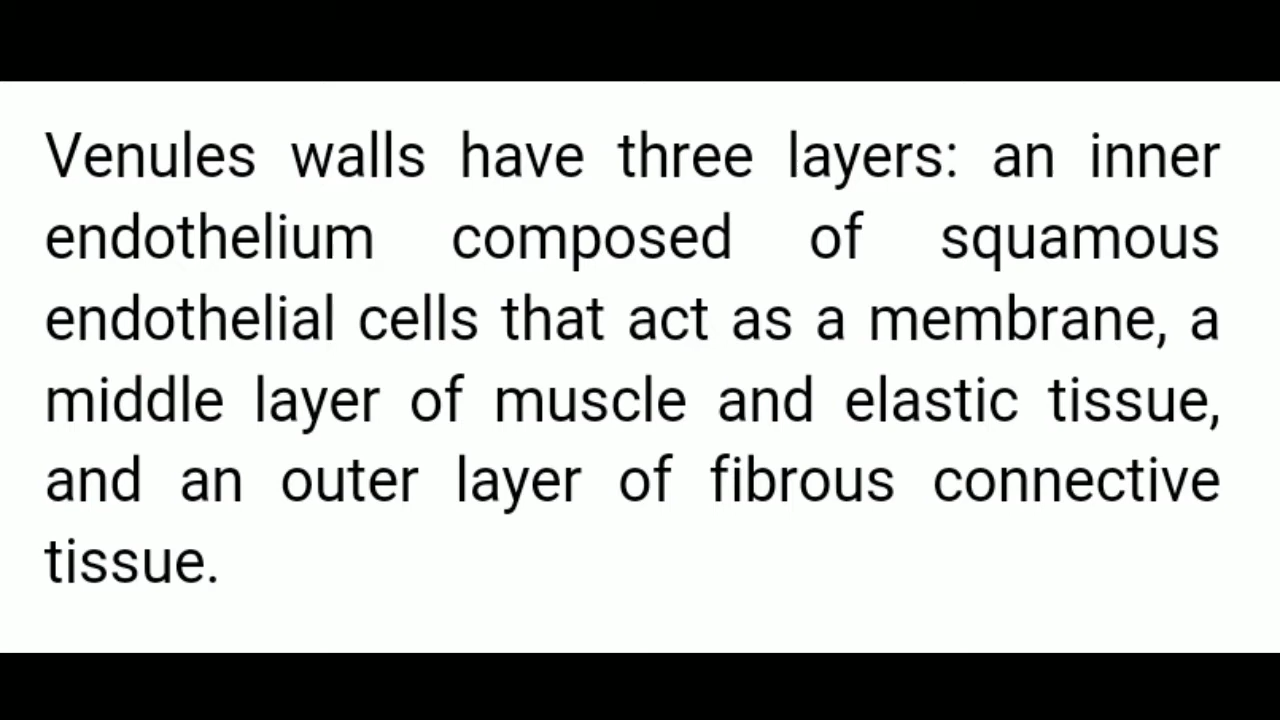 Venules walls have three layers: an inner
endothelium composed of squamous
endothelial cells that act as a membrane, a
middle layer of muscle and elastic tissue,
and an outer layer of fibrous connective
tissue.